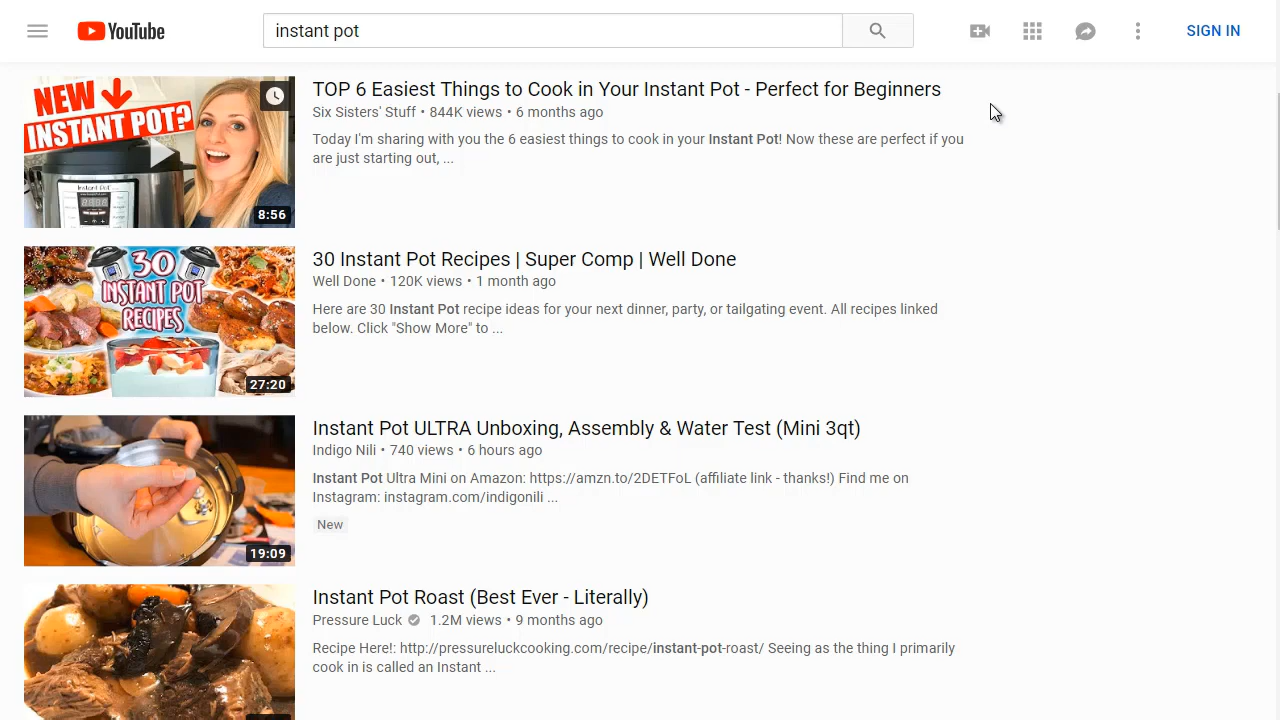 YouTube
instant pot
SIGN IN
NEW
INSTANT POT?
Instant Pot
8:56
TOP 6 Easiest Things to Cook in Your Instant Pot - Perfect for Beginners
Six Sisters' Stuff • 844K views • 6 months ago
Today I'm sharing with you the 6 easiest things to cook in your Instant Pot! Now these are perfect if you
are just starting out, ...
30
INSTANT POT
RECIPES
27:20
30 Instant Pot Recipes | Super Comp | Well Done
Well Done • 120K views • 1 month ago
Here are 30 Instant Pot recipe ideas for your next dinner, party, or tailgating event. All recipes linked
below. Click "Show More" to ...
19:09
Instant Pot ULTRA Unboxing, Assembly & Water Test (Mini 3qt)
Indigo Nili • 740 views • 6 hours ago
Instant Pot Ultra Mini on Amazon: https://amzn.to/2DETFoL (affiliate link - thanks!) Find me on
Instagram: instagram.com/indigonili ...
New
Instant Pot Roast (Best Ever - Literally)
Pressure Luck 1.2M views • 9 months ago
Recipe Here!: http://pressureluckcooking.com/recipe/instant-pot-roast/ Seeing as the thing I primarily
cook in is called an Instant ...